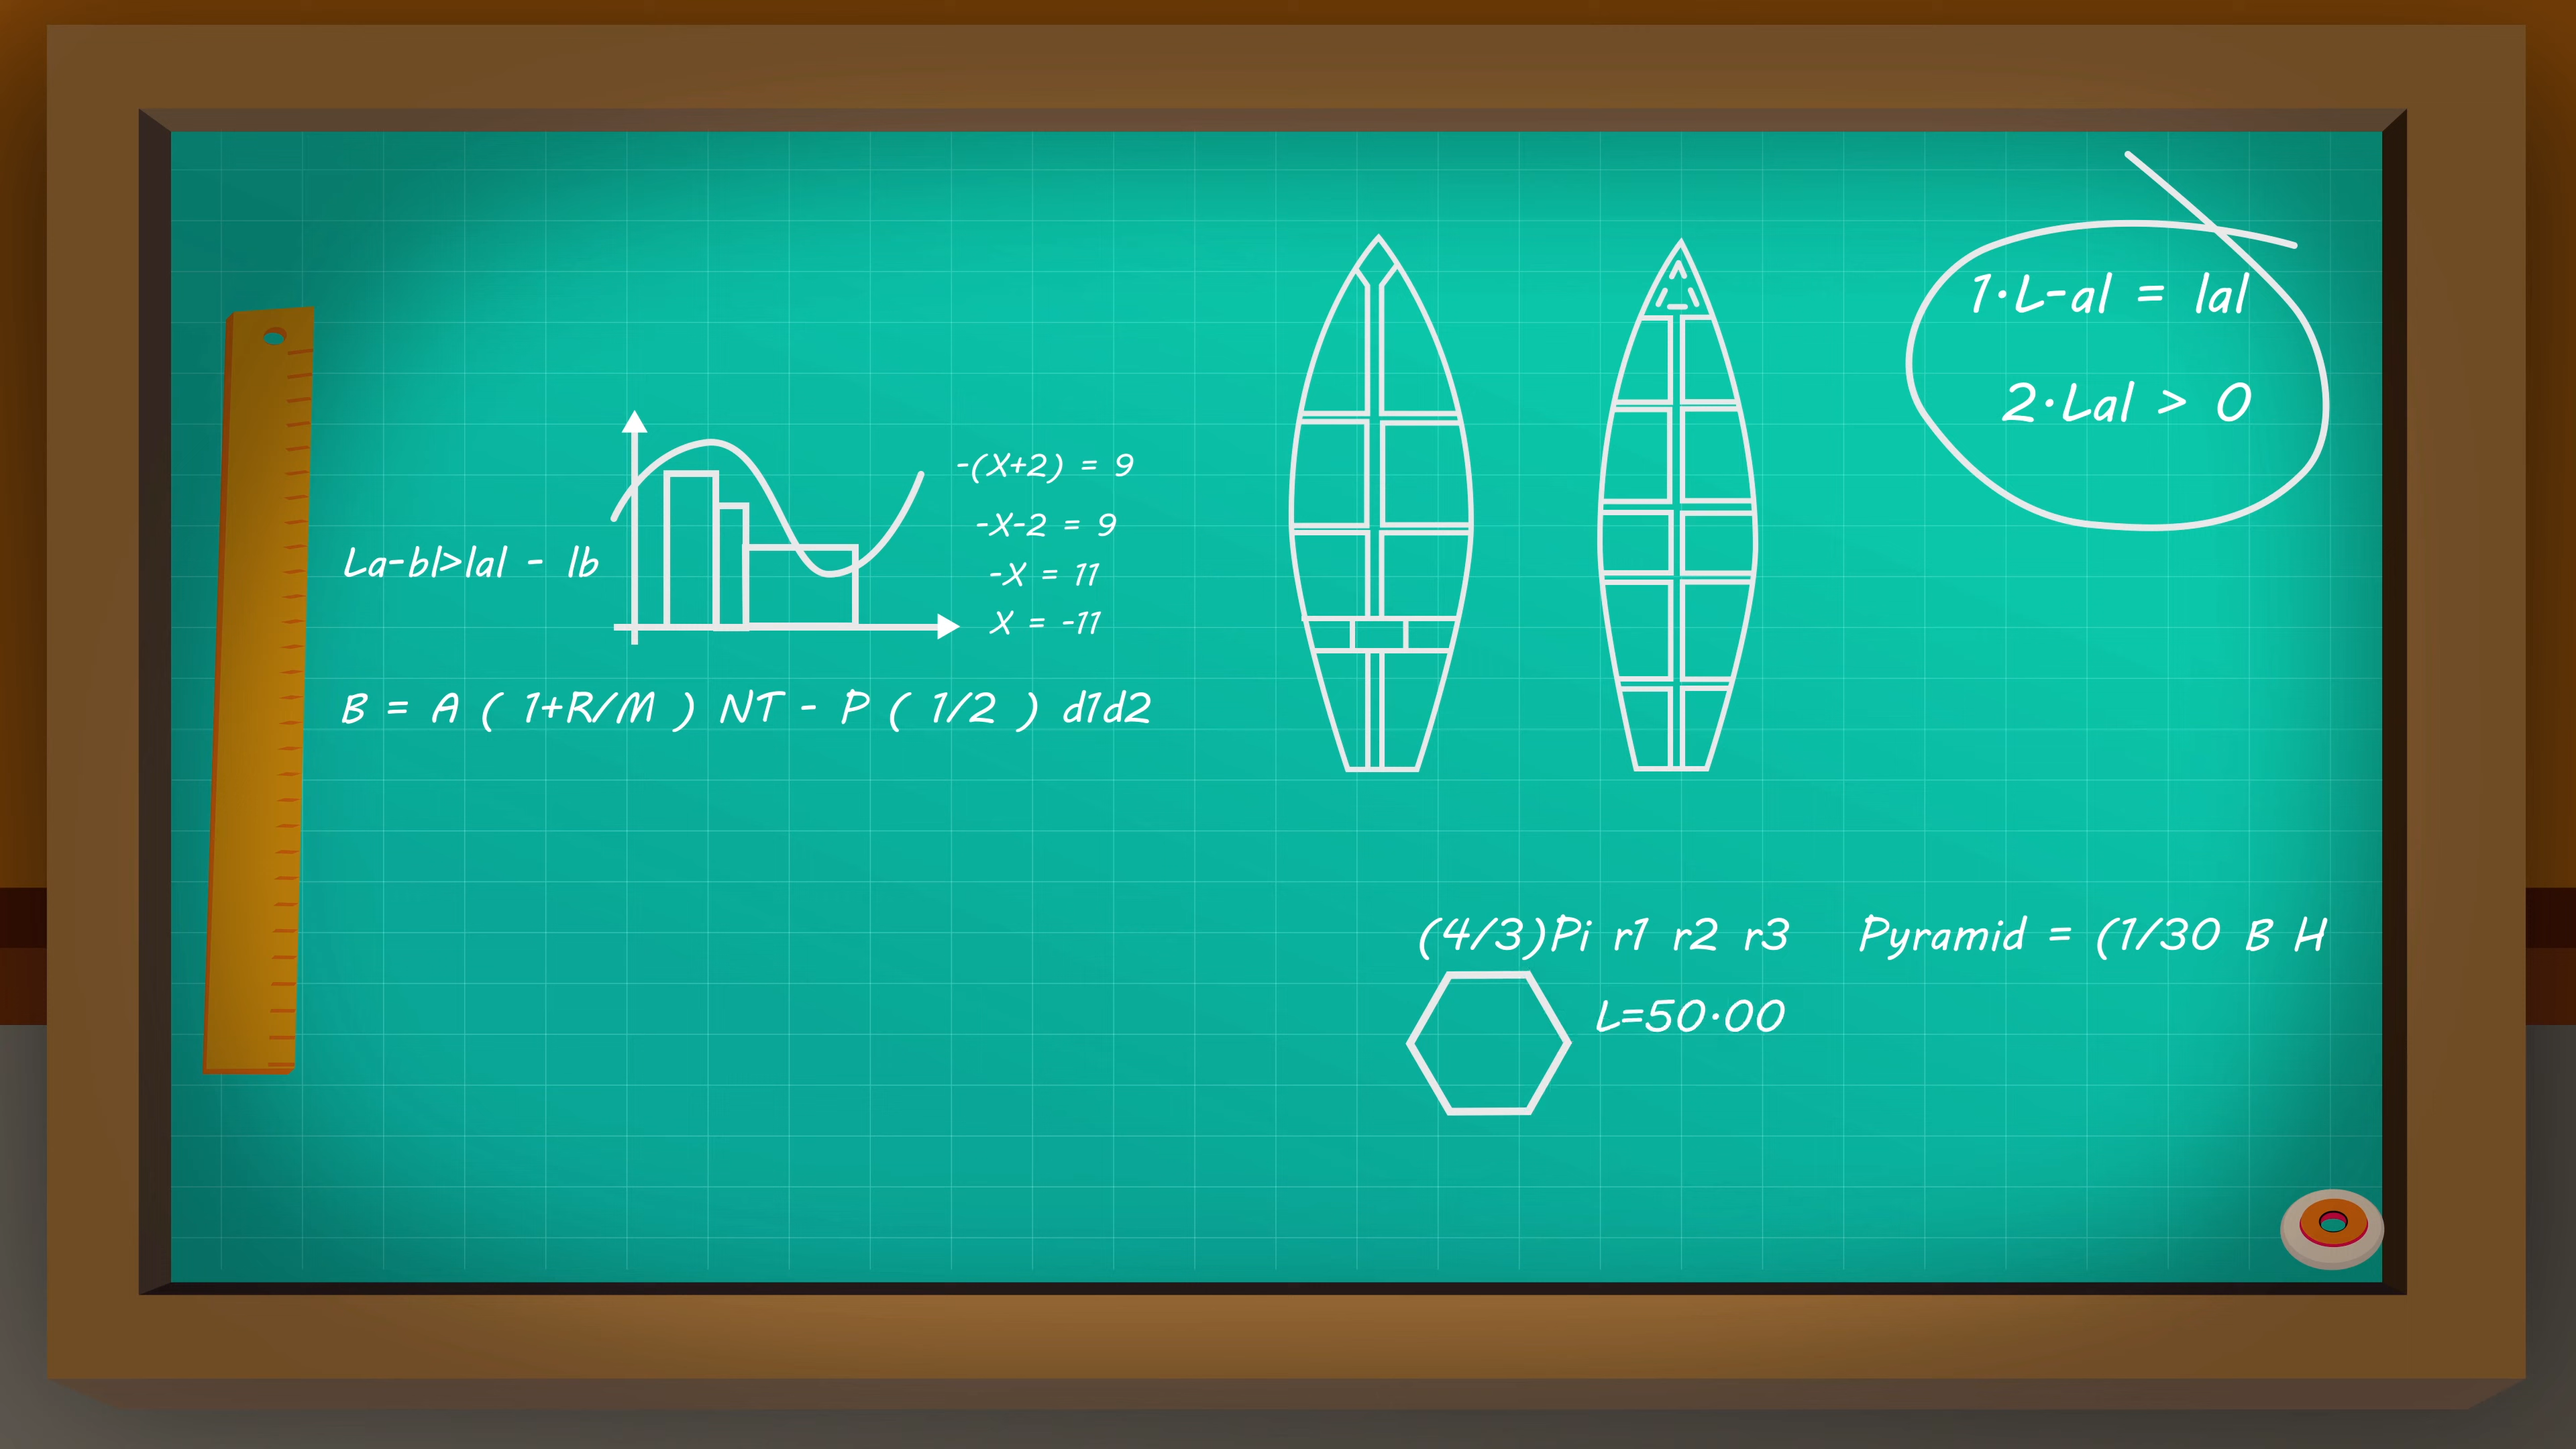 La-bl>lal - lb
-(X+2) = 9
-X-2 = 9
-X = 11
X = -11
B = A ( 1+R/M ) NT - P ( 1/2 ) d1d2
1·L-al = lal
2·Lal > 0
(4/3)Pi r1 r2 r3
Pyramid = (1/30 B H
L=50·00